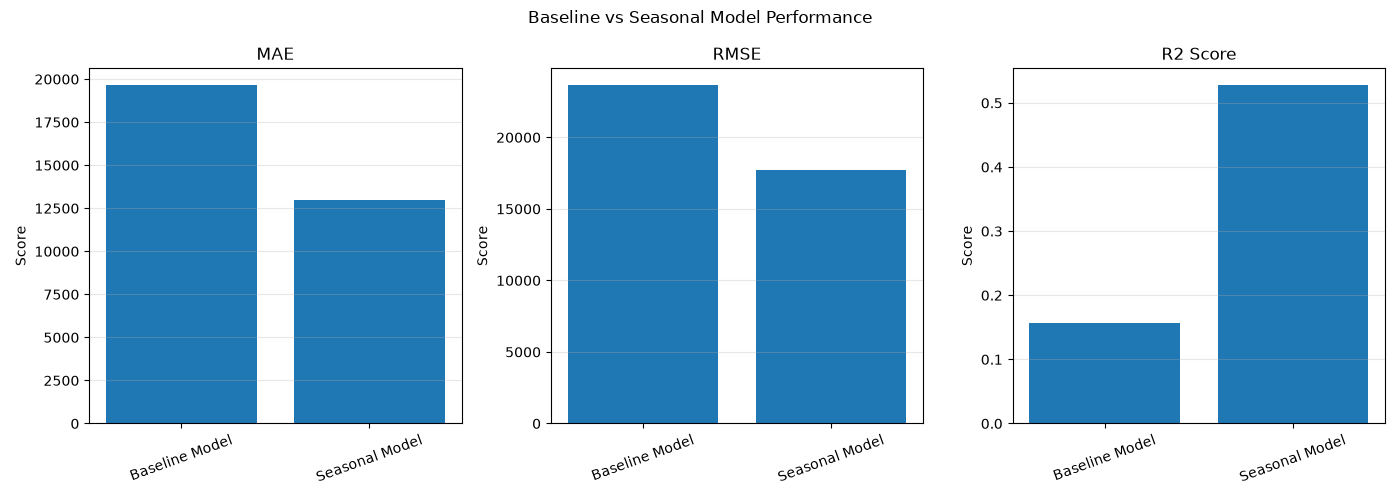 Baseline vs Seasonal Model Performance
MAE
Score
20000
17500
15000
12500
10000
7500
5000
2500
0
Baseline Model
Seasonal Model
RMSE
Score
20000
15000
10000
5000
0
Baseline Model
Seasonal Model
R2 Score
Score
0.5
0.4
0.3
0.2
0.1
0.0
Baseline Model
Seasonal Model